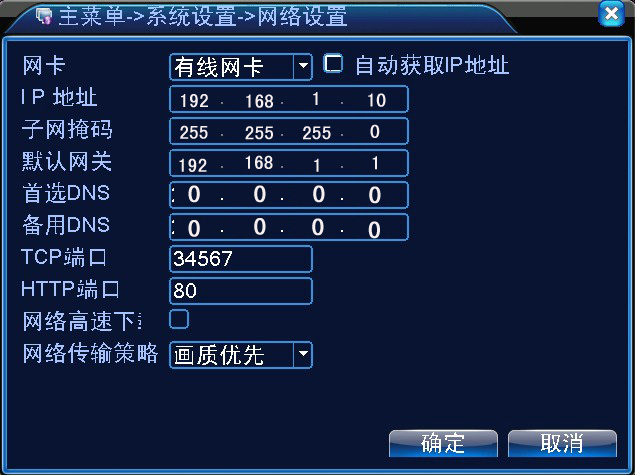 主菜单->系统设置->网络设置
网卡 有线网卡 自动获取IP地址
IP 地址 192 . 168 . 1 . 10
子网掩码 255 . 255 . 255 . 0
默认网关 192 . 168 . 1 . 1
首选DNS 0 . 0 . 0 . 0
备用DNS 0 . 0 . 0 . 0
TCP端口 34567
HTTP端口 80
网络高速下
网络传输策略 画质优先
确定 取消